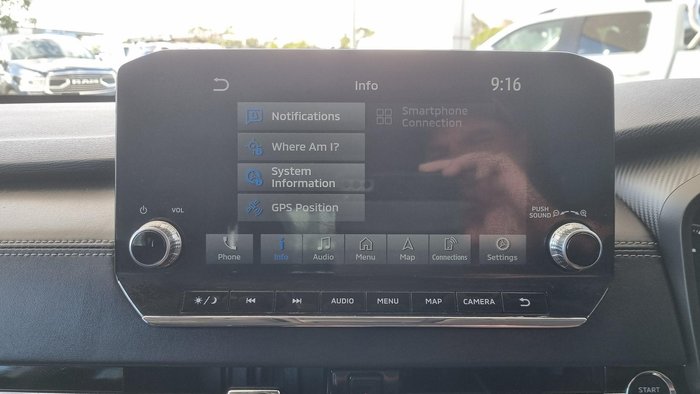 RAM
Info
9:16
Notifications
Smartphone
Connection
Where Am I?
System
Information
GPS Position
VOL
PUSH
SOUND
Phone
Info
Audio
Menu
Map
Connections
Settings
AUDIO
MENU
MAP
CAMERA
START